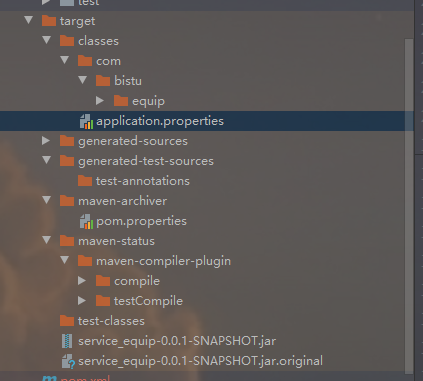 test
target
classes
com
bistu
equip
application.properties
generated-sources
generated-test-sources
test-annotations
maven-archiver
pom.properties
maven-status
maven-compiler-plugin
compile
testCompile
test-classes
service_equip-0.0.1-SNAPSHOT.jar
service_equip-0.0.1-SNAPSHOT.jar.original
pom.xml